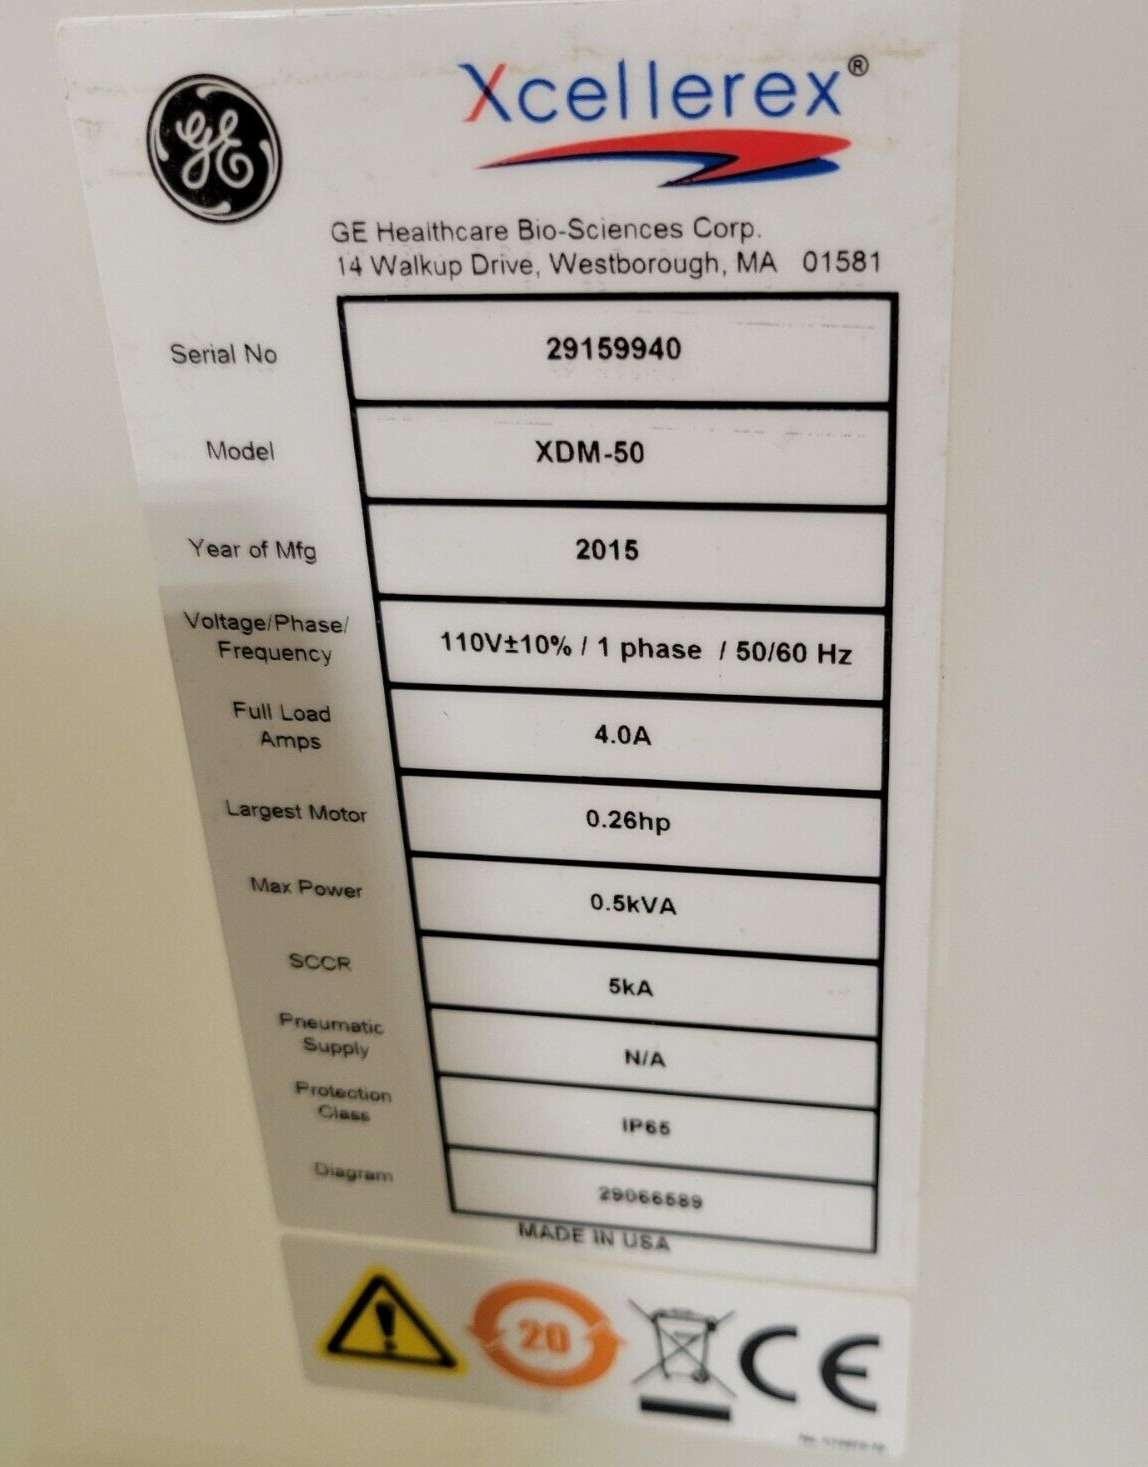 GE
Xcellerex®
GE Healthcare Bio-Sciences Corp.
14 Walkup Drive, Westborough, MA 01581
Serial No 29159940
Model XDM-50
Year of Mfg 2015
Voltage/Phase/
Frequency 110V±10% / 1 phase / 50/60 Hz
Full Load
Amps 4.0A
Largest Motor 0.26hp
Max Power 0.5kVA
SCCR 5kA
Pneumatic
Supply N/A
Protection
Class IP65
Diagram 29066589
MADE IN USA
20
CE